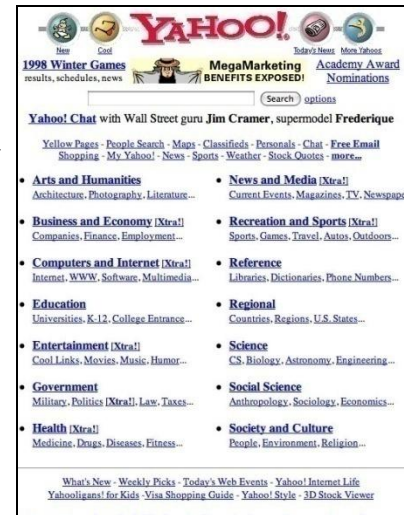 YAHOO!
New Cool Today's News More Yahoos
1998 Winter Games
results, schedules, news
MegaMarketing
BENEFITS EXPOSED!
Academy Award
Nominations
Search options
Yahoo! Chat with Wall Street guru Jim Cramer, supermodel Frederique
Yellow Pages - People Search - Maps - Classifieds - Personals - Chat - Free Email
Shopping - My Yahoo! - News - Sports - Weather - Stock Quotes - more...
• Arts and Humanities
Architecture, Photography, Literature...
• Business and Economy [Xtra!]
Companies, Finance, Employment...
• Computers and Internet [Xtra!]
Internet, WWW, Software, Multimedia...
• Education
Universities, K-12, College Entrance...
• Entertainment [Xtra!]
Cool Links, Movies, Music, Humor...
• Government
Military, Politics [Xtra!], Law, Taxes...
• Health [Xtra!]
Medicine, Drugs, Diseases, Fitness...
• News and Media [Xtra!]
Current Events, Magazines, TV, Newspape
• Recreation and Sports [Xtra!]
Sports, Games, Travel, Autos, Outdoors...
• Reference
Libraries, Dictionaries, Phone Numbers...
• Regional
Countries, Regions, U.S. States...
• Science
CS, Biology, Astronomy, Engineering...
• Social Science
Anthropology, Sociology, Economics...
• Society and Culture
People, Environment, Religion...
What's New - Weekly Picks - Today's Web Events - Yahoo! Internet Life
Yahooligans! for Kids - Visa Shopping Guide - Yahoo! Style - 3D Stock Viewer